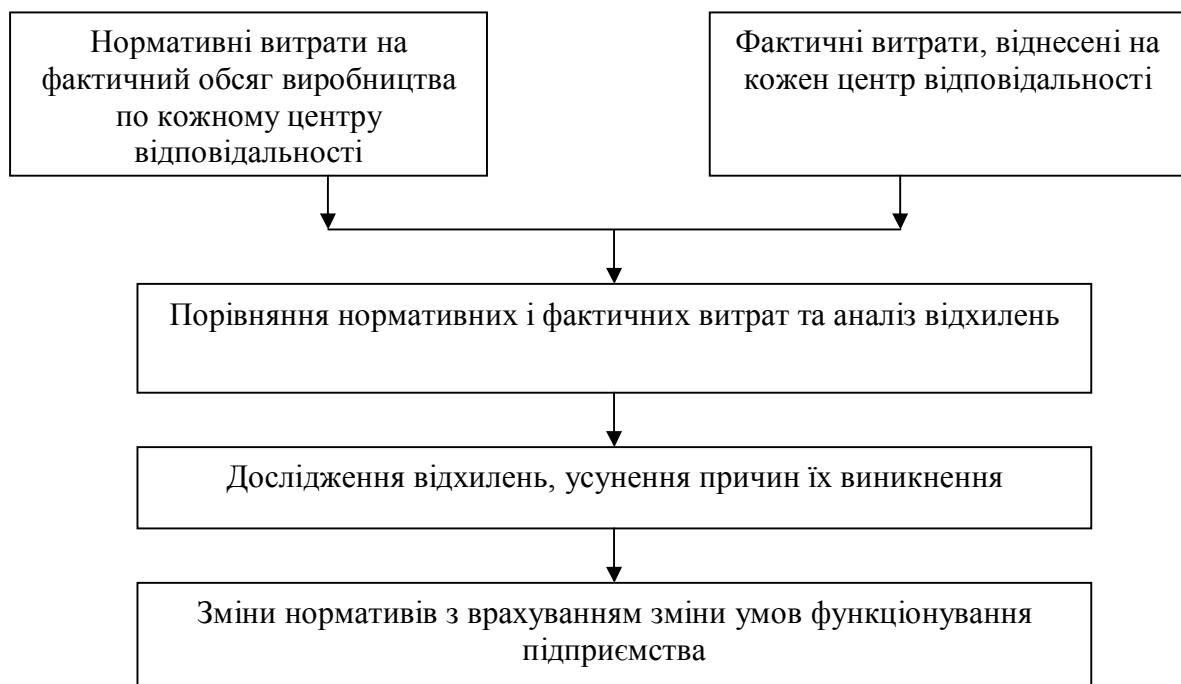 Нормативні витрати на
фактичний обсяг виробництва
по кожному центру
відповідальності
Фактичні витрати, віднесені на
кожен центр відповідальності
Порівняння нормативних і фактичних витрат та аналіз відхилень
Дослідження відхилень, усунення причин їх виникнення
Зміни нормативів з врахуванням зміни умов функціонування
підприємства